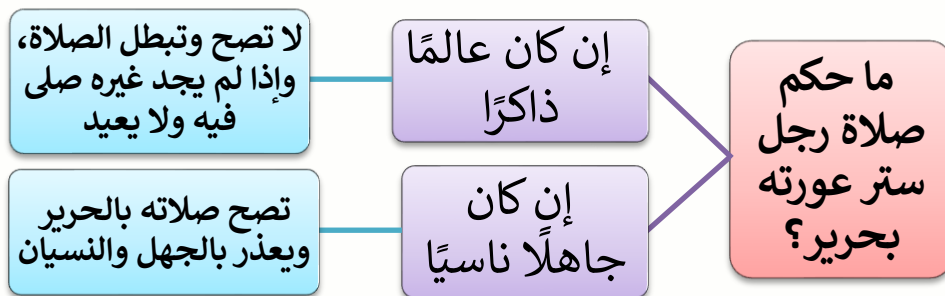 ما حكم
صلاة رجل
ستر عورته
بحرير؟
إن كان عالمًا
ذاكرًا
لا تصح وتبطل الصلاة،
وإذا لم يجد غيره صلى
فيه ولا يعيد
إن كان
جاهلًا ناسيًا
تصح صلاته بالحرير
ويعذر بالجهل والنسيان